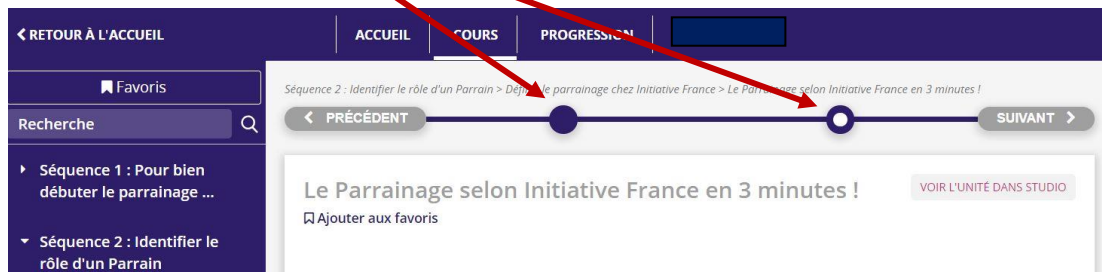 RETOUR À L'ACCUEIL
ACCUEIL
COURS
PROGRESSION
Favoris
Recherche
Séquence 1 : Pour bien
débuter le parrainage ...
Séquence 2 : Identifier le
rôle d'un Parrain
Séquence 2 : Identifier le rôle d'un Parrain > Définir le parrainage chez Initiative France > Le Parrainage selon Initiative France en 3 minutes !
PRÉCÉDENT
SUIVANT
Le Parrainage selon Initiative France en 3 minutes !
VOIR L'UNITÉ DANS STUDIO
Ajouter aux favoris